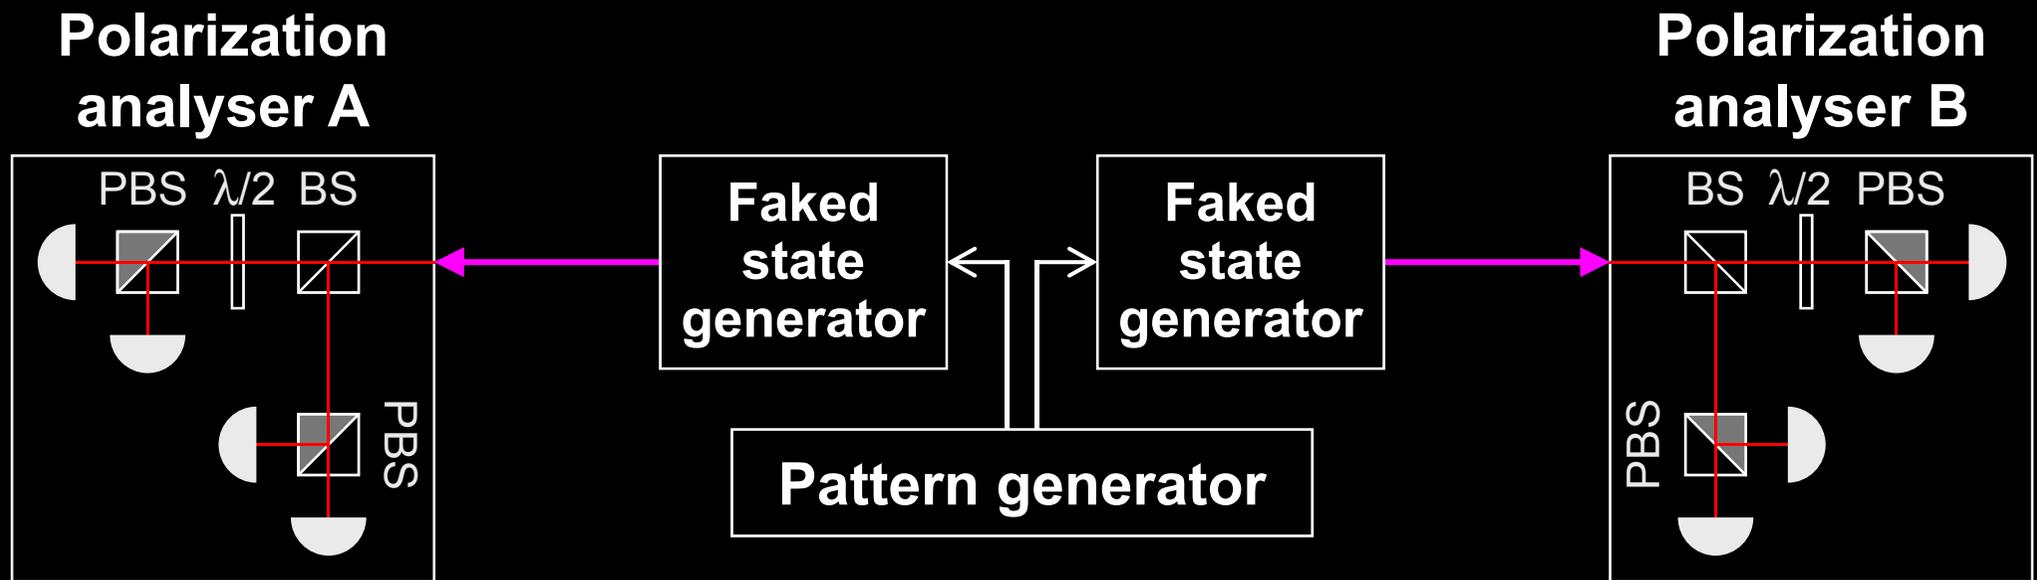 Polarization
analyser A
Polarization
analyser B
PBS λ/2 BS
Faked
state
generator
Faked
state
generator
BS λ/2 PBS
PBS
PBS
Pattern generator